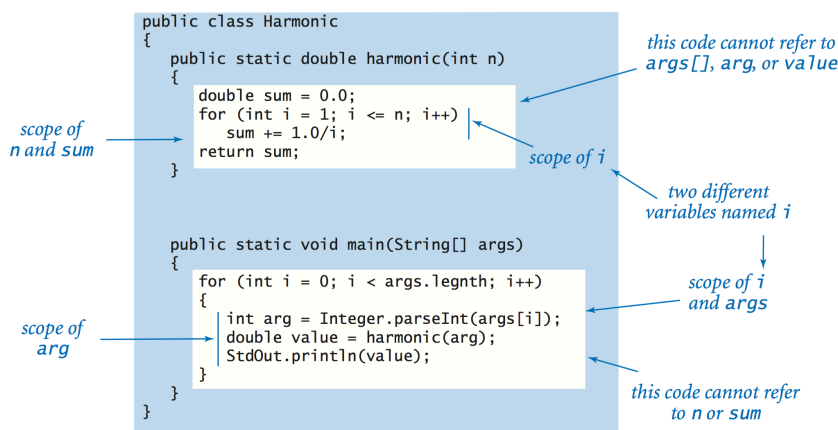 public class Harmonic
{
public static double harmonic(int n)
{
double sum = 0.0;
for (int i = 1; i <= n; i++)
sum += 1.0/i;
return sum;
}
public static void main(String[] args)
{
for (int i = 0; i < args.legnth; i++)
{
int arg = Integer.parseInt(args[i]);
double value = harmonic(arg);
StdOut.println(value);
}
}
}
scope of
n and sum
scope of
arg
this code cannot refer to
args[], arg, or value
scope of i
two different
variables named i
scope of i
and args
this code cannot refer
to n or sum